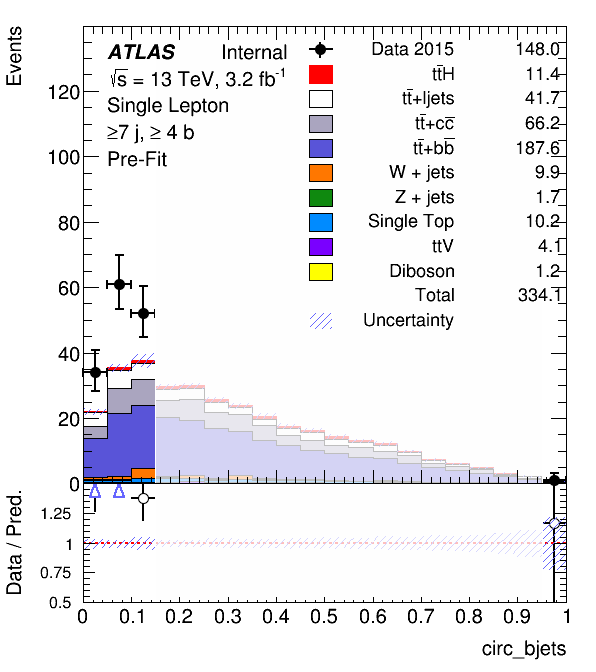 Events
ATLAS Internal
√s = 13 TeV, 3.2 fb⁻¹
Single Lepton
≥7 j, ≥ 4 b
Pre-Fit
Data 2015 148.0
tt̄H 11.4
tt̄+ljets 41.7
tt̄+cc̄ 66.2
tt̄+bb̄ 187.6
W + jets 9.9
Z + jets 1.7
Single Top 10.2
ttV 4.1
Diboson 1.2
Total 334.1
Uncertainty
120
100
80
60
40
20
0
Data / Pred.
1.25
1
0.75
0.5
0 0.1 0.2 0.3 0.4 0.5 0.6 0.7 0.8 0.9 1
circ_bjets